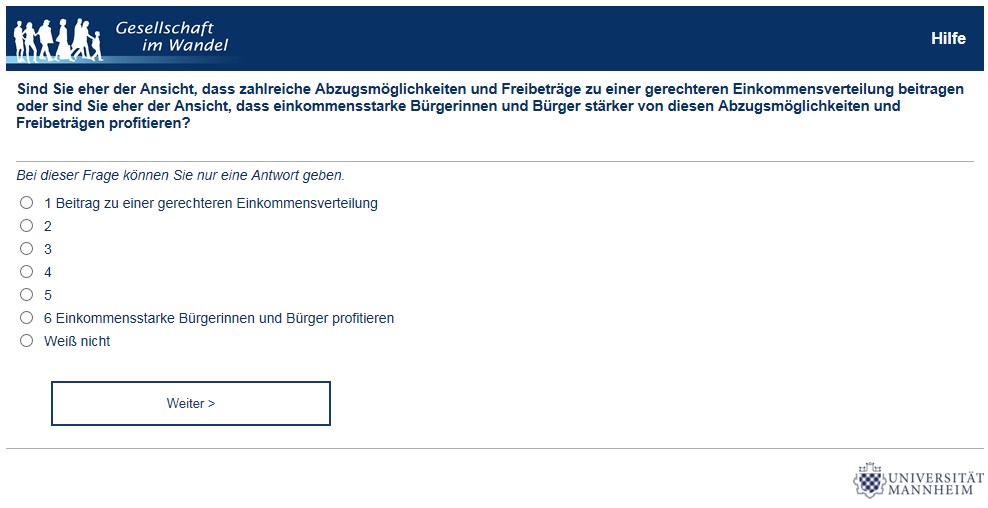 Gesellschaft
im Wandel
Hilfe
Sind Sie eher der Ansicht, dass zahlreiche Abzugsmöglichkeiten und Freibeträge zu einer gerechteren Einkommensverteilung beitragen
oder sind Sie eher der Ansicht, dass einkommensstarke Bürgerinnen und Bürger stärker von diesen Abzugsmöglichkeiten und
Freibeträgen profitieren?
Bei dieser Frage können Sie nur eine Antwort geben.
1 Beitrag zu einer gerechteren Einkommensverteilung
2
3
4
5
6 Einkommensstarke Bürgerinnen und Bürger profitieren
Weiß nicht
Weiter >
UNIVERSITÄT
MANNHEIM